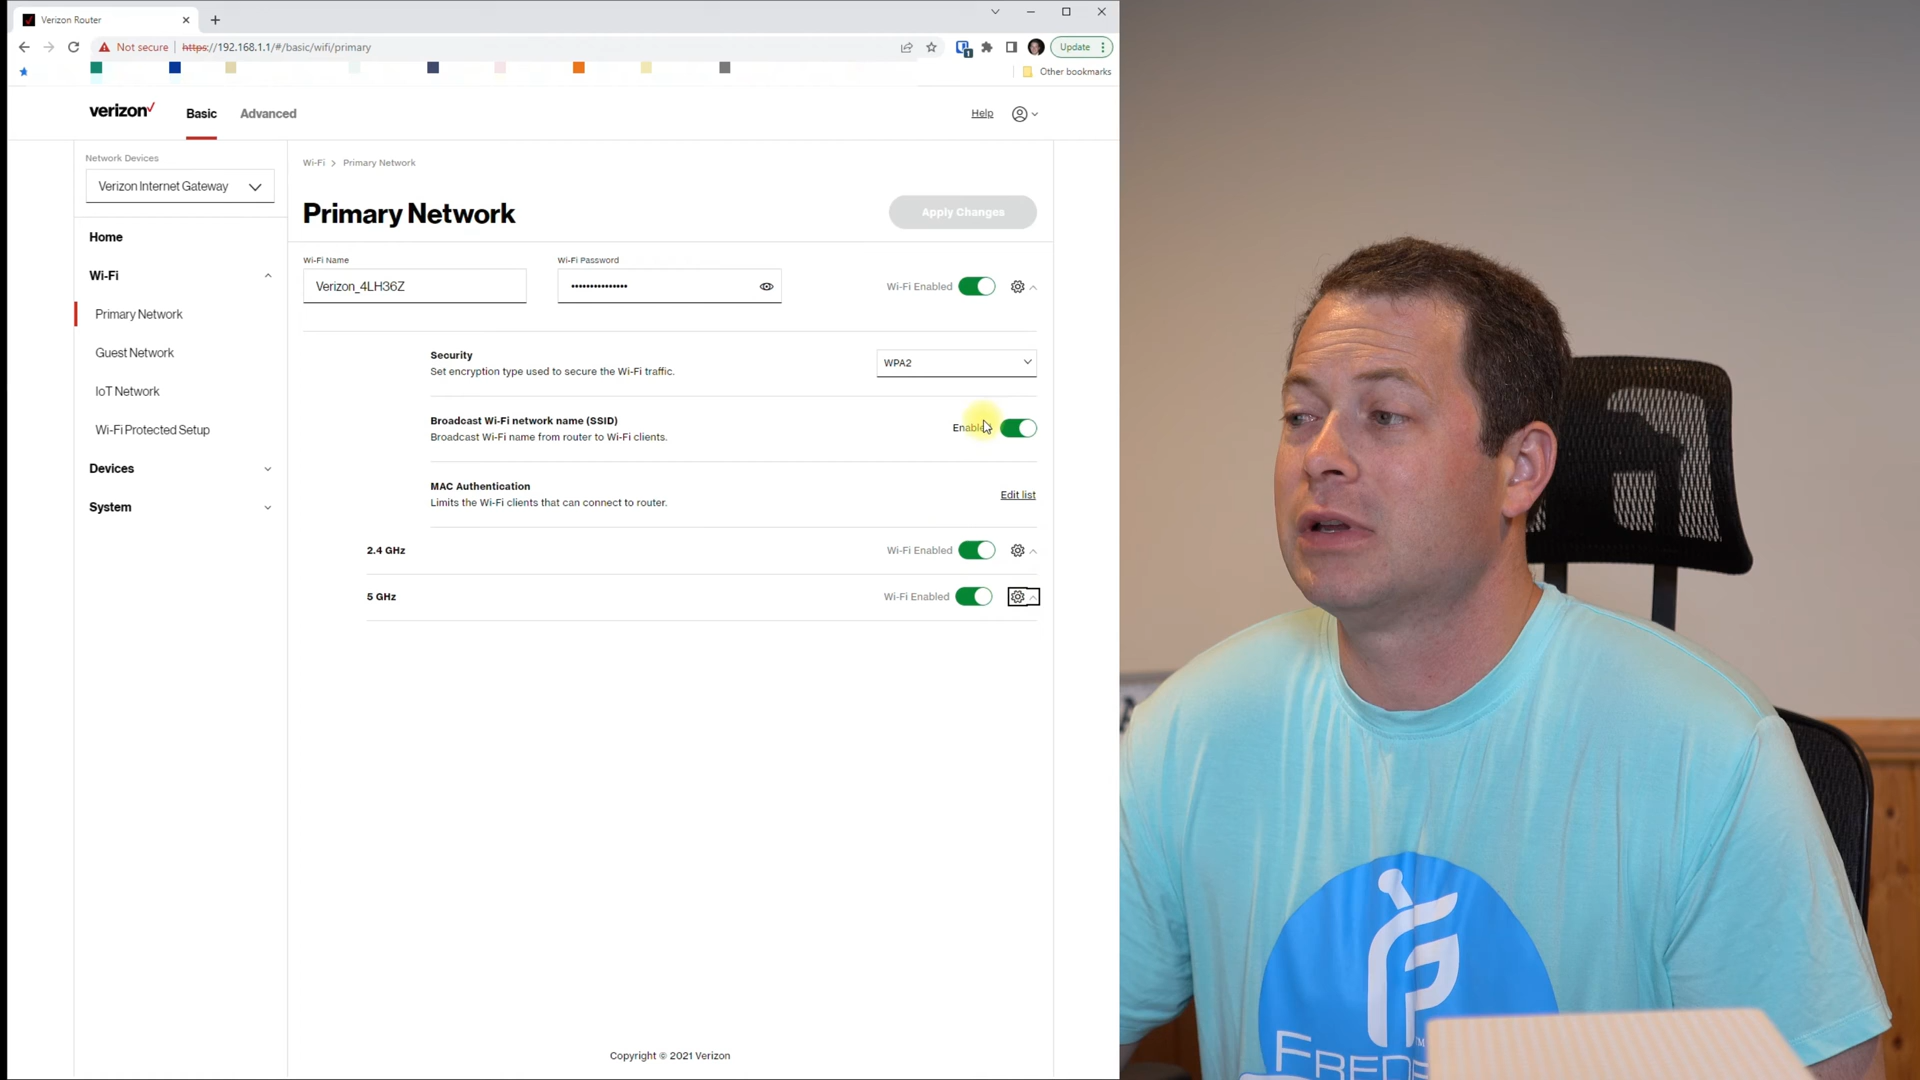 Verizon Router
Not secure
https://192.168.1.1/#/basic/wifi/primary
Update
Other bookmarks
verizon
Basic
Advanced
Help
Network Devices
Verizon Internet Gateway
Home
Wi-Fi
Primary Network
Guest Network
IoT Network
Wi-Fi Protected Setup
Devices
System
Wi-Fi > Primary Network
Primary Network
Apply Changes
Wi-Fi Name
Wi-Fi Password
Verizon_4LH36Z
•••••••••••••••
Wi-Fi Enabled
Security
Set encryption type used to secure the Wi-Fi traffic.
WPA2
Broadcast Wi-Fi network name (SSID)
Broadcast Wi-Fi name from router to Wi-Fi clients.
Enabled
MAC Authentication
Limits the Wi-Fi clients that can connect to router.
Edit list
2.4 GHz
Wi-Fi Enabled
5 GHz
Wi-Fi Enabled
Copyright © 2021 Verizon
FREDE
TM